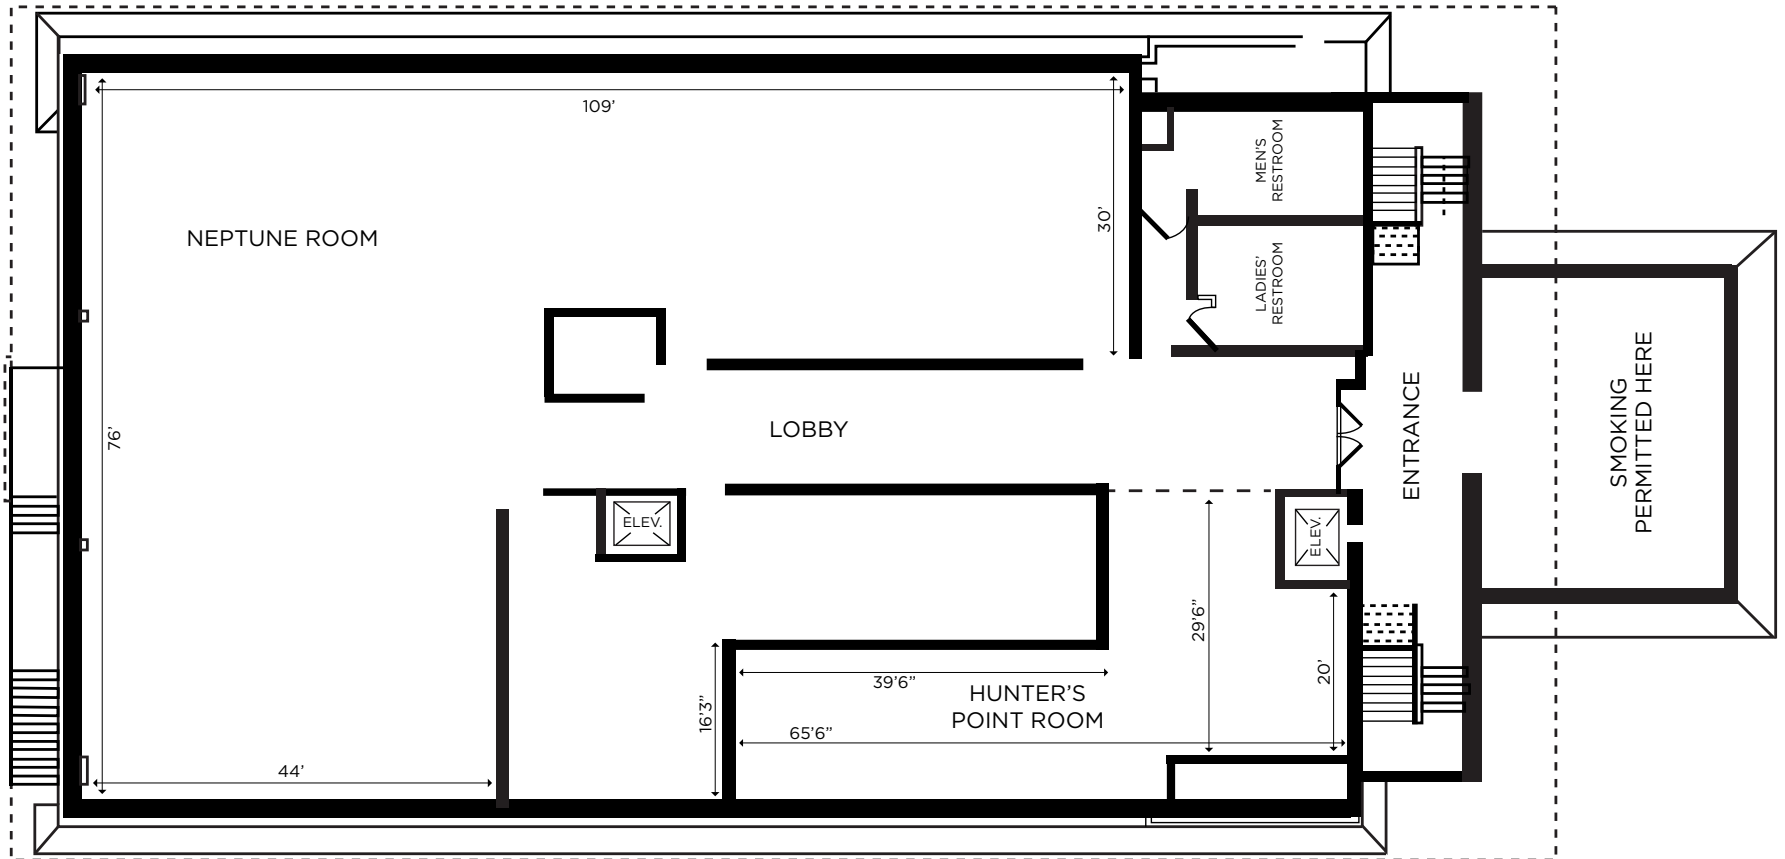 109’
MEN'S
RESTROOM
30’
NEPTUNE ROOM
LADIES’
RESTROOM
SMOKING
PERMITTED HERE
ENTRANCE
LOBBY
76’
ELEV.
ELEV.
29’6”
20’
39’6”
HUNTER’S
POINT ROOM
16’3”
65’6”
44’